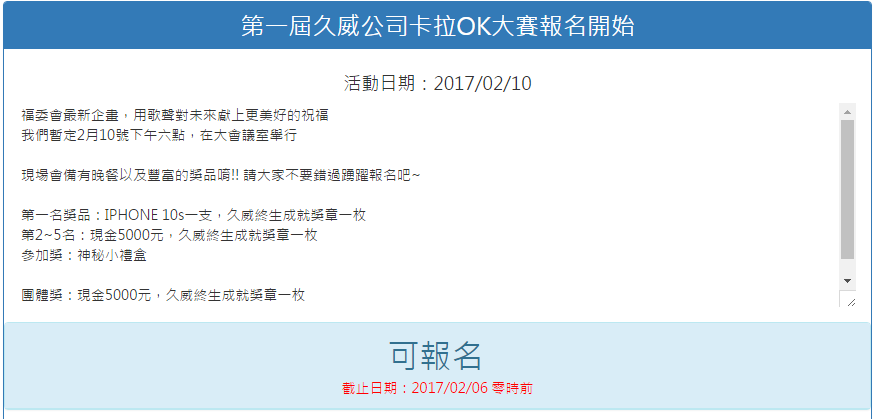 第一屆久威公司卡拉OK大賽報名開始
活動日期：2017/02/10
福委會最新企畫，用歌聲對未來獻上更美好的祝福
我們暫定2月10號下午六點，在大會議室舉行
現場會備有晚餐以及豐富的獎品唷!! 請大家不要錯過踴躍報名吧~
第一名獎品：IPHONE 10s一支，久威終生成就獎章一枚
第2~5名：現金5000元，久威終生成就獎章一枚
參加獎：神秘小禮盒
團體獎：現金5000元，久威終生成就獎章一枚
可報名
截止日期：2017/02/06 零時前